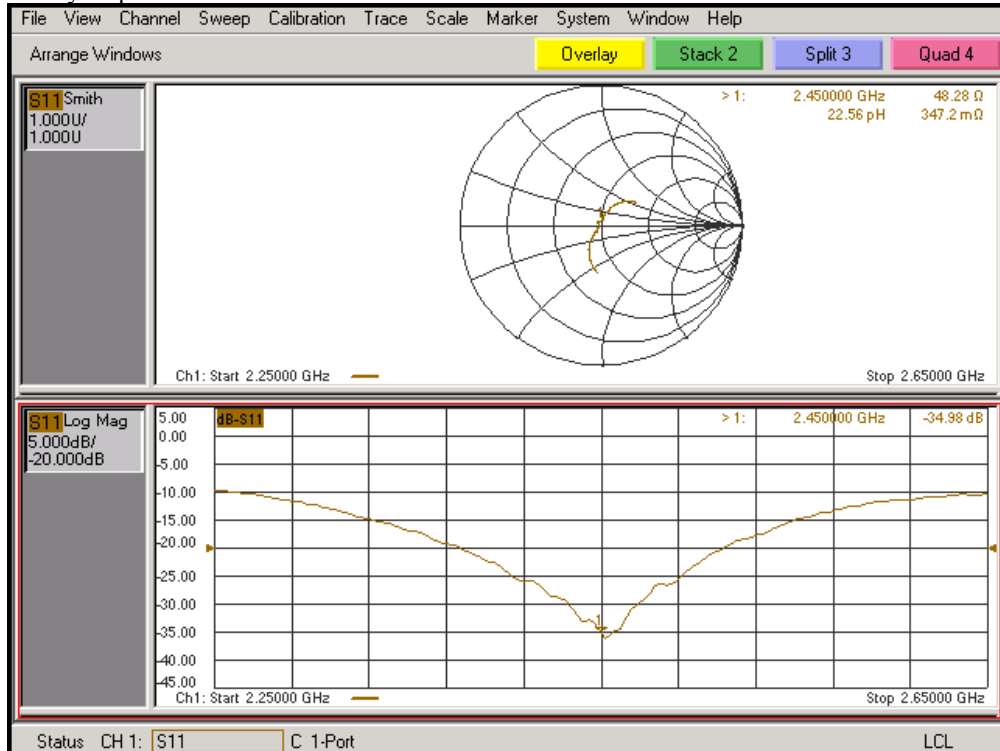 File View Channel Sweep Calibration Trace Scale Marker System Window Help
Arrange Windows Overlay Stack 2 Split 3 Quad 4
S11 Smith
1.000U/
1.000U
> 1: 2.450000 GHz 48.28 Ω
22.56 pH 347.2 mΩ
Ch1: Start 2.25000 GHz Stop 2.65000 GHz
S11 Log Mag
5.000dB/
-20.000dB
5.00 dB-S11 > 1: 2.450000 GHz -34.98 dB
0.00
-5.00
-10.00
-15.00
-20.00
-25.00
-30.00
1
-35.00
-40.00
-45.00
Ch1: Start 2.25000 GHz Stop 2.65000 GHz
Status CH 1: S11 C 1-Port LCL